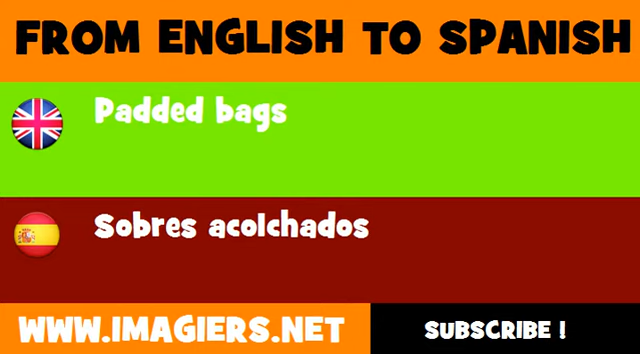 FROM ENGLISH TO SPANISH
Padded bags
Sobres acolchados
WWW.IMAGIERS.NET
SUBSCRIBE !